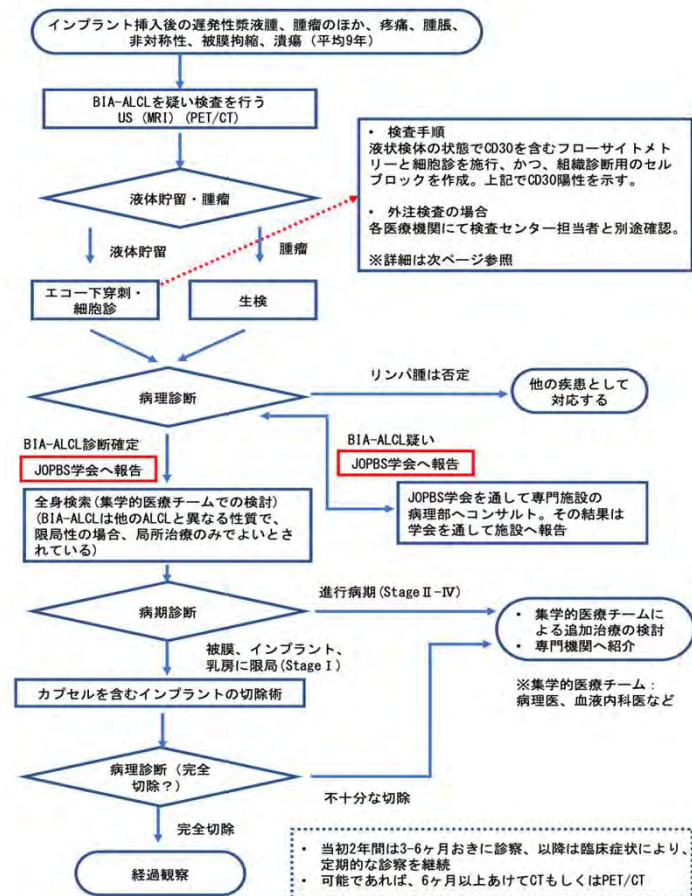 インプラント挿入後の遅発性漿液腫、腫瘤のほか、疼痛、腫脹、
非対称性、被膜拘縮、潰瘍（平均9年）
BIA-ALCLを疑い検査を行う
US（MRI）（PET/CT）
• 検査手順
液状検体の状態でCD30を含むフローサイトメト
リーと細胞診を施行、かつ、組織診断用のセル
ブロックを作成。上記でCD30陽性を示す。
• 外注検査の場合
各医療機関にて検査センター担当者と別途確認。
※詳細は次ページ参照
液体貯留・腫瘤
液体貯留
腫瘤
エコー下穿刺・
細胞診
生検
病理診断
リンパ腫は否定
他の疾患として
対応する
BIA-ALCL診断確定
JOPBS学会へ報告
BIA-ALCL疑い
JOPBS学会へ報告
全身検索(集学的医療チームでの検討)
(BIA-ALCLは他のALCLと異なる性質で、
限局性の場合、局所治療のみでよいとさ
れている)
JOPBS学会を通して専門施設の
病理部へコンサルト。その結果は
学会を通して施設へ報告
病期診断
進行病期(StageⅡ-Ⅳ)
• 集学的医療チームに
よる追加治療の検討
• 専門機関へ紹介
被膜、インプラント、
乳房に限局(StageⅠ)
カプセルを含むインプラントの切除術
※集学的医療チーム：
病理医、血液内科医など
病理診断（完全
切除？）
不十分な切除
完全切除
経過観察
• 当初2年間は3-6ヶ月おきに診察、以降は臨床症状により、
定期的な診察を継続
• 可能であれば、6ヶ月以上あけてCTもしくはPET/CT